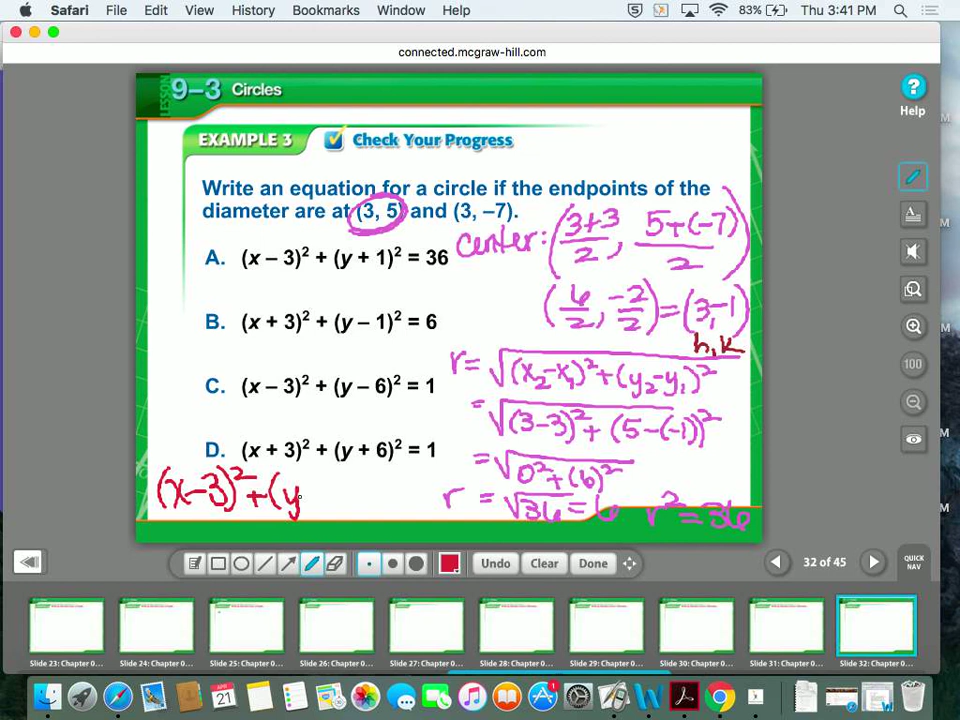 Safari File Edit View History Bookmarks Window Help 83% Thu 3:41 PM
connected.mcgraw-hill.com
LESSON 9–3 Circles
Help
EXAMPLE 3 Check Your Progress
Write an equation for a circle if the endpoints of the
diameter are at (3, 5) and (3, –7).
center: (3+3/2, 5+(-7)/2)
A. (x – 3)² + (y + 1)² = 36
(6/2, -2/2) = (3,-1)
B. (x + 3)² + (y – 1)² = 6
h, k
r = √(x₂-x₁)²+(y₂-y₁)²
100
C. (x – 3)² + (y – 6)² = 1
= √(3-3)²+(5-(-1))²
D. (x + 3)² + (y + 6)² = 1
= √0²+(6)²
(x-3)²+(y
r = √36 = 6 r² = 36
Undo Clear Done 32 of 45 QUICK NAV
Slide 23: Chapter 0... Slide 24: Chapter 0... Slide 25: Chapter 0... Slide 26: Chapter 0... Slide 27: Chapter 0... Slide 28: Chapter 0... Slide 29: Chapter 0... Slide 30: Chapter 0... Slide 31: Chapter 0... Slide 32: Chapter 0...
APR 21